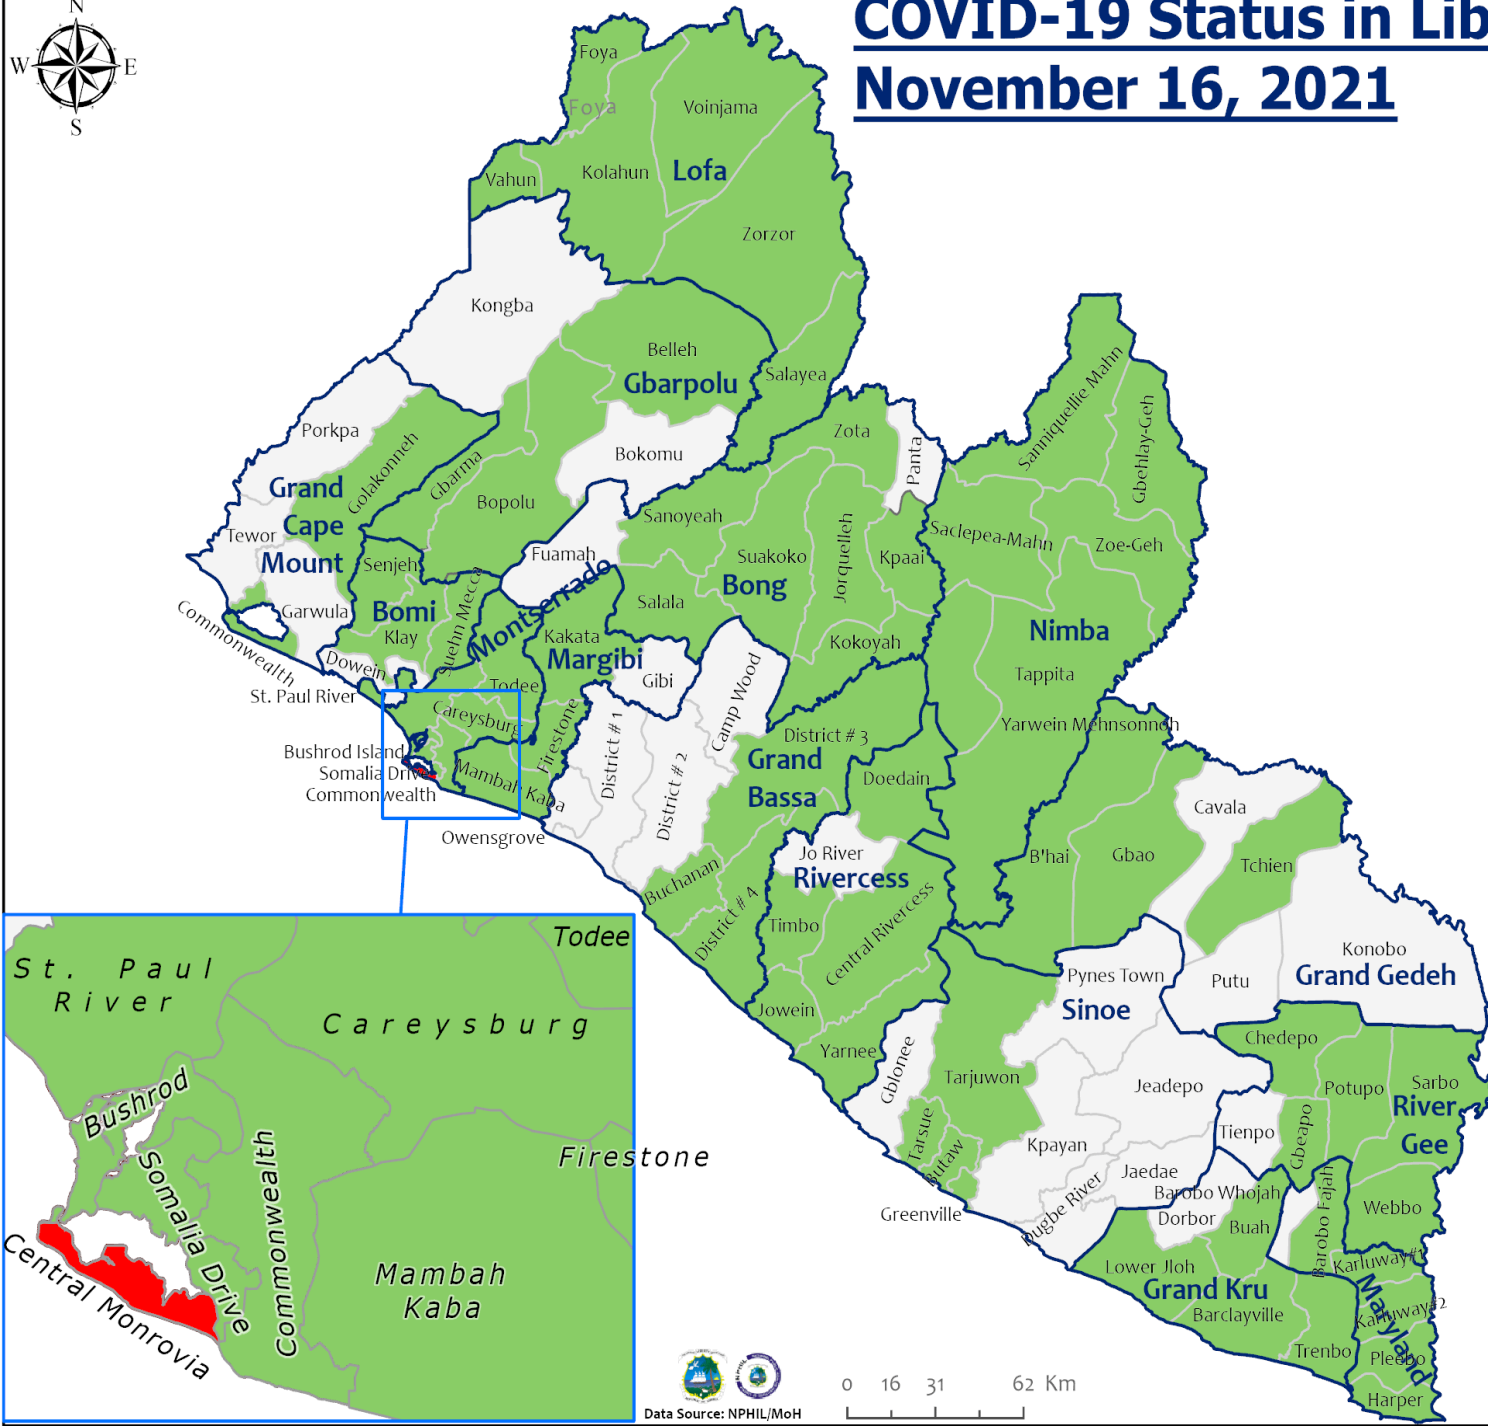 COVID-19 Status in Lib
November 16, 2021
N
W
E
S
Foya
Foya
Voinjama
Kolahun
Lofa
Vahun
Zorzor
Kongba
Belleh
Gbarpolu
Salayea
Porkpa
Golakonneh
Gbarma
Bokomu
Bopolu
Zota
Panta
Sanniquellie Mahn
Gbehlay-Geh
Grand
Cape
Mount
Tewor
Garwula
Commonwealth
Senjeh
Bomi
Klay
Suehn Mecca
Dowein
St. Paul River
Fuamah
Montserrado
Sanoyeah
Suakoko
Jorquelleh
Kpaai
Bong
Salala
Kokoyah
Saclepea-Mahn
Zoe-Geh
Nimba
Tappita
Yarwein Mehnsonnoh
Kakata
Margibi
Gibi
Todee
Careysburg
Firestone
Mambah Kaba
Bushrod Island
Somalia Drive
Commonwealth
Owensgrove
District # 1
District # 2
Camp Wood
District # 3
Grand
Bassa
Doedain
Buchanan
District # 4
Jo River
Rivercess
Timbo
Central Rivercess
Jowein
Yarnee
B'hai
Gbao
Cavala
Tchien
Konobo
Grand Gedeh
Putu
Pynes Town
Sinoe
Gblonee
Tarjuwon
Jeadepo
Tarsue
Butaw
Kpayan
Jaedae
Greenville
Dugbe River
Chedepo
Potupo
Sarbo
River
Gee
Tienpo
Gbeapo
Webbo
Barobo Whojah
Dorbor
Buah
Barobo Fajah
Lower Jloh
Grand Kru
Barclayville
Trenbo
Karluway#1
Karluway#2
Maryland
Pleebo
Harper
St. Paul
River
Todee
Careysburg
Bushrod
Somalia Drive
Commonwealth
Firestone
Central Monrovia
Mambah
Kaba
Data Source: NPHIL/MoH
0 16 31 62 Km